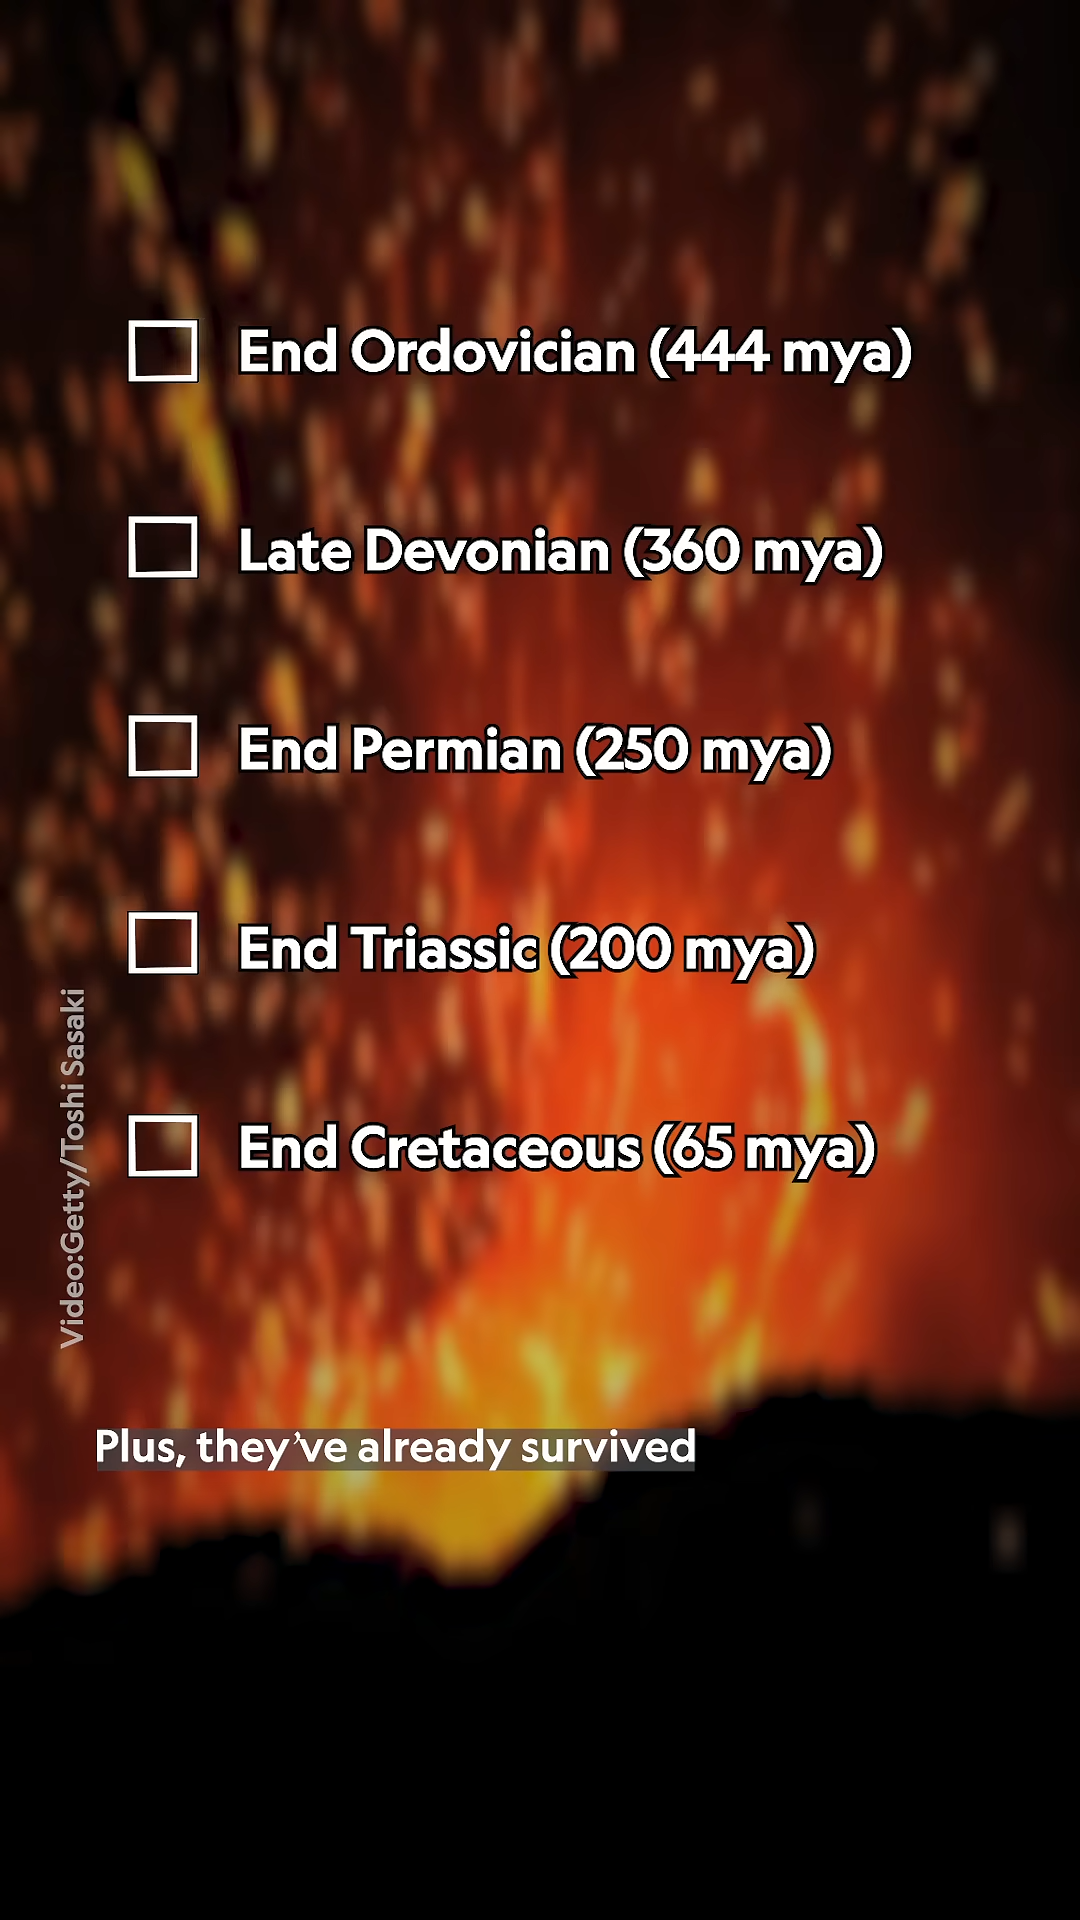 End Ordovician (444 mya)
Late Devonian (360 mya)
End Permian (250 mya)
End Triassic (200 mya)
End Cretaceous (65 mya)
Video:Getty/Toshi Sasaki
Plus, they’ve already survived